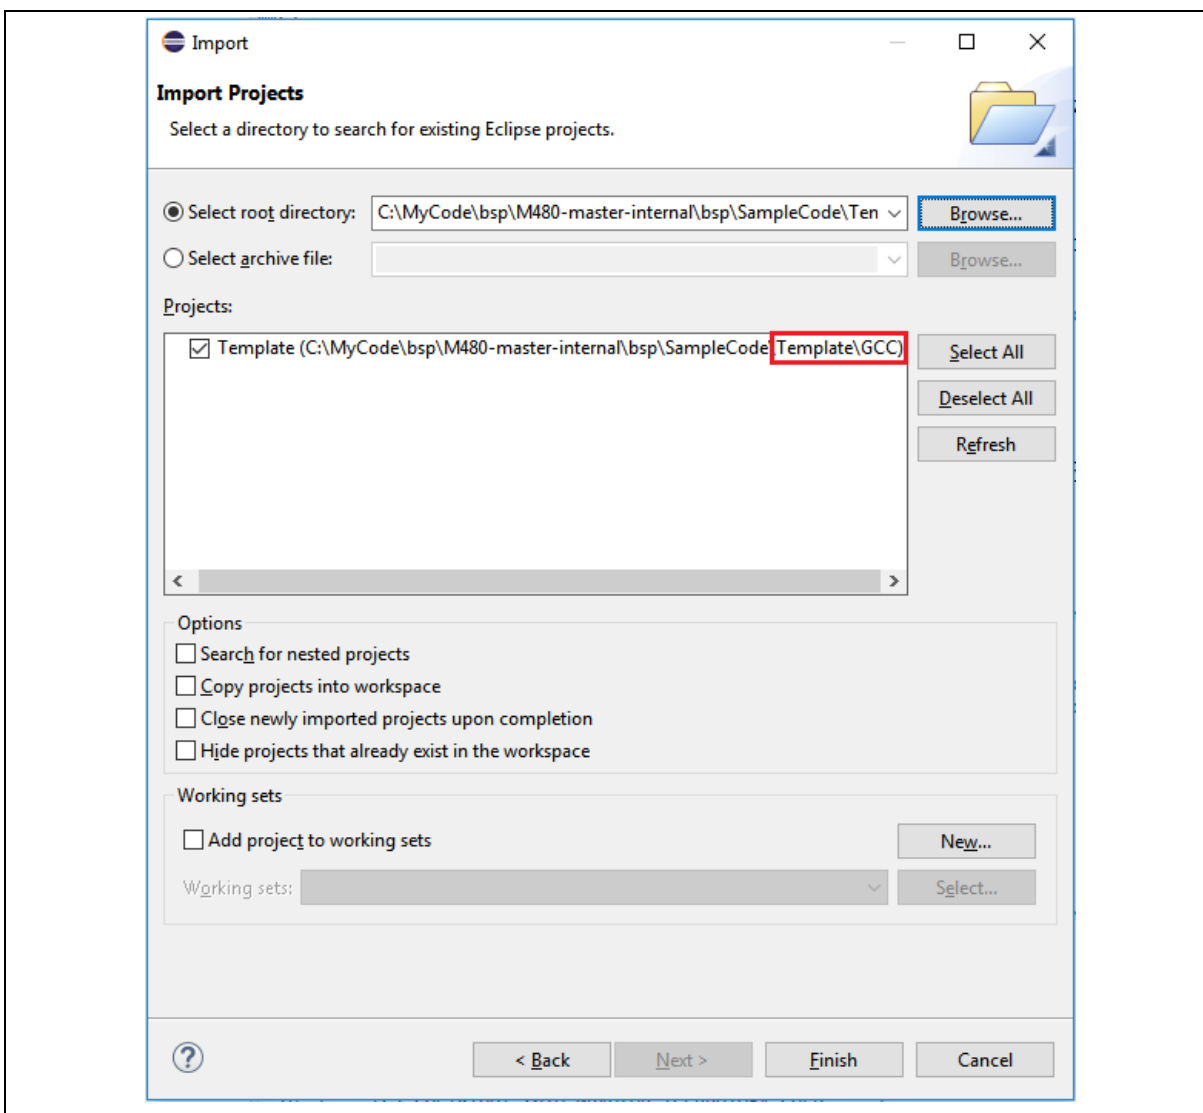 Import
Import Projects
Select a directory to search for existing Eclipse projects.
Select root directory: C:\MyCode\bsp\M480-master-internal\bsp\SampleCode\Ten Browse...
Select archive file: Browse...
Projects:
Template (C:\MyCode\bsp\M480-master-internal\bsp\SampleCode\Template\GCC) Select All
Deselect All
Refresh
Options
Search for nested projects
Copy projects into workspace
Close newly imported projects upon completion
Hide projects that already exist in the workspace
Working sets
Add project to working sets New...
Working sets: Select...
? < Back Next > Finish Cancel